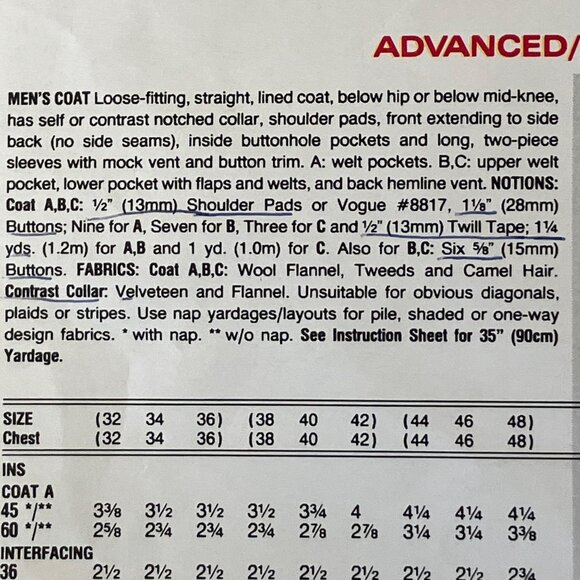 ADVANCED/
MEN'S COAT Loose-fitting, straight, lined coat, below hip or below mid-knee,
has self or contrast notched collar, shoulder pads, front extending to side
back (no side seams), inside buttonhole pockets and long, two-piece
sleeves with mock vent and button trim. A: welt pockets. B,C: upper welt
pocket, lower pocket with flaps and welts, and back hemline vent. NOTIONS:
Coat A,B,C: ½" (13mm) Shoulder Pads or Vogue #8817, 1⅛" (28mm)
Buttons; Nine for A, Seven for B, Three for C and ½" (13mm) Twill Tape; 1¼
yds. (1.2m) for A,B and 1 yd. (1.0m) for C. Also for B,C: Six ⅝" (15mm)
Buttons. FABRICS: Coat A,B,C: Wool Flannel, Tweeds and Camel Hair.
Contrast Collar: Velveteen and Flannel. Unsuitable for obvious diagonals,
plaids or stripes. Use nap yardages/layouts for pile, shaded or one-way
design fabrics. * with nap. ** w/o nap. See Instruction Sheet for 35" (90cm)
Yardage.
SIZE (32 34 36) (38 40 42) (44 46 48)
Chest (32 34 36) (38 40 42) (44 46 48)
INS
COAT A
45 */** 3⅜ 3½ 3½ 3½ 3¾ 4 4¼ 4¼ 4¼
60 */** 2⅝ 2¾ 2¾ 2¾ 2⅞ 2⅞ 3¼ 3¼ 3⅜
INTERFACING
36 2½ 2½ 2½ 2½ 2½ 2½ 2½ 2½ 2¾